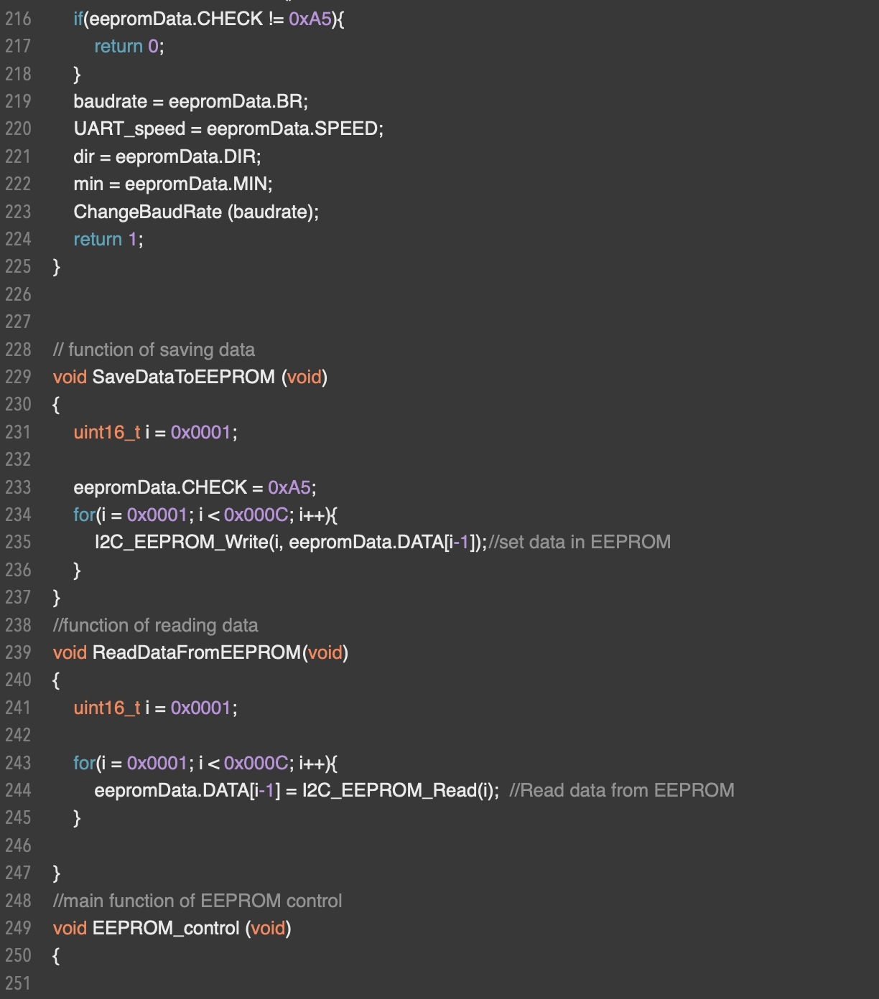 216 if(eepromData.CHECK != 0xA5){
217 return 0;
218 }
219 baudrate = eepromData.BR;
220 UART_speed = eepromData.SPEED;
221 dir = eepromData.DIR;
222 min = eepromData.MIN;
223 ChangeBaudRate (baudrate);
224 return 1;
225 }
226
227
228 // function of saving data
229 void SaveDataToEEPROM (void)
230 {
231 uint16_t i = 0x0001;
232
233 eepromData.CHECK = 0xA5;
234 for(i = 0x0001; i < 0x000C; i++){
235 I2C_EEPROM_Write(i, eepromData.DATA[i-1]);//set data in EEPROM
236 }
237 }
238 //function of reading data
239 void ReadDataFromEEPROM(void)
240 {
241 uint16_t i = 0x0001;
242
243 for(i = 0x0001; i < 0x000C; i++){
244 eepromData.DATA[i-1] = I2C_EEPROM_Read(i); //Read data from EEPROM
245 }
246
247 }
248 //main function of EEPROM control
249 void EEPROM_control (void)
250 {
251